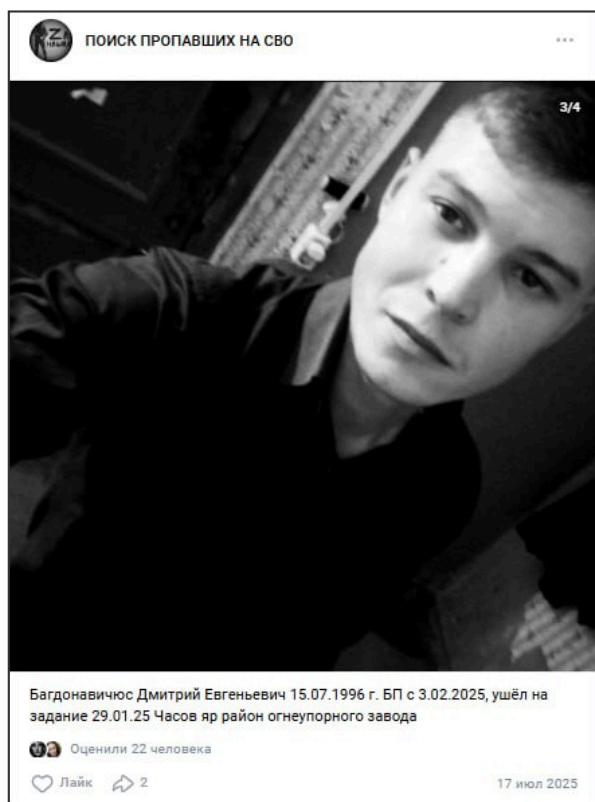 ПОИСК ПРОПАВШИХ НА СВО
3/4
Багдонавичюс Дмитрий Евгеньевич 15.07.1996 г. БП с 3.02.2025, ушёл на
задание 29.01.25 Часов яр район огнеупорного завода
Оценили 22 человека
Лайк 2
17 июл 2025